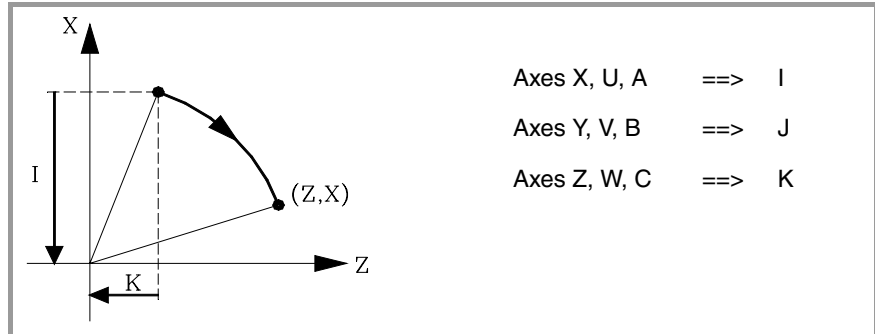 X
I
(Z,X)
Z
K
Axes X, U, A ==> I
Axes Y, V, B ==> J
Axes Z, W, C ==> K